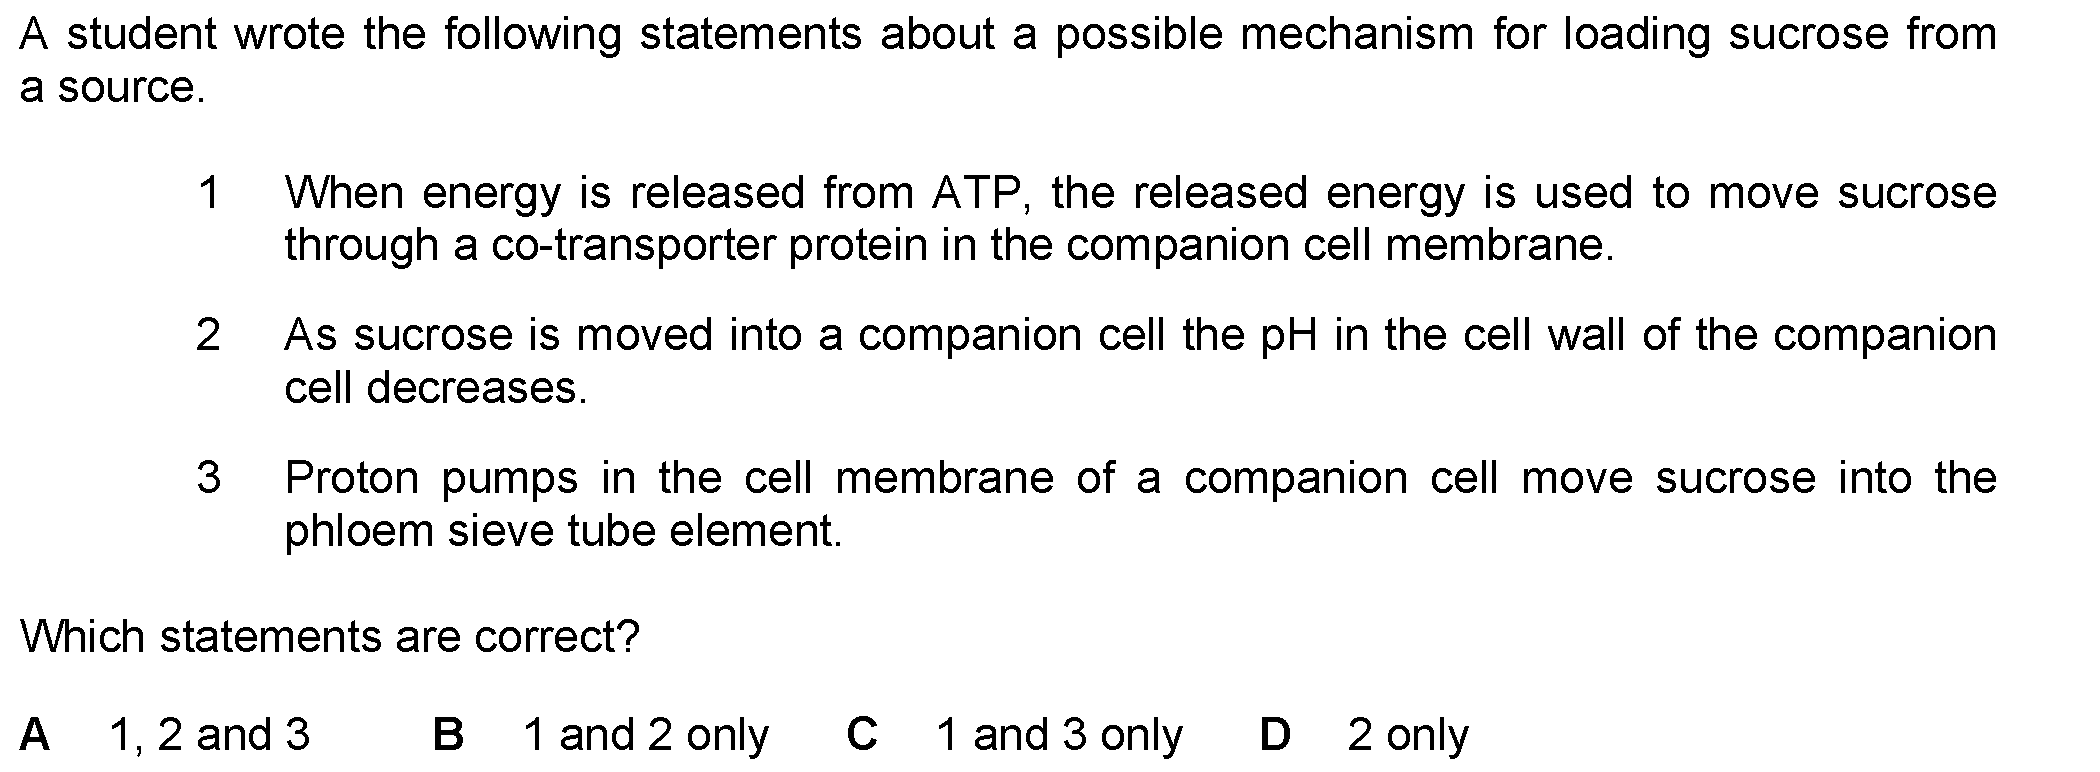 A student wrote the following statements about a possible mechanism for loading sucrose from
a source.
1 When energy is released from ATP, the released energy is used to move sucrose
through a co-transporter protein in the companion cell membrane.
2 As sucrose is moved into a companion cell the pH in the cell wall of the companion
cell decreases.
3 Proton pumps in the cell membrane of a companion cell move sucrose into the
phloem sieve tube element.
Which statements are correct?
A 1, 2 and 3 B 1 and 2 only C 1 and 3 only D 2 only